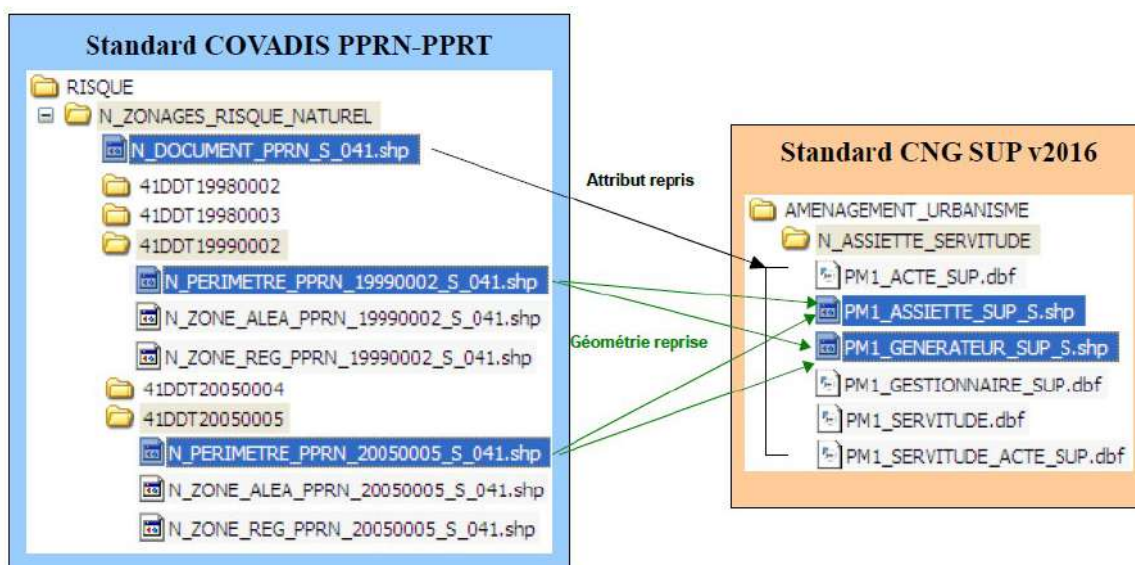 Standard COVADIS PPRN-PPRT
RISQUE
N_ZONAGES_RISQUE_NATUREL
N_DOCUMENT_PPRN_S_041.shp
41DDT19980002
41DDT19980003
41DDT19990002
N_PERIMETRE_PPRN_19990002_S_041.shp
N_ZONE_ALEA_PPRN_19990002_S_041.shp
N_ZONE_REG_PPRN_19990002_S_041.shp
41DDT20050004
41DDT20050005
N_PERIMETRE_PPRN_20050005_S_041.shp
N_ZONE_ALEA_PPRN_20050005_S_041.shp
N_ZONE_REG_PPRN_20050005_S_041.shp
Attribut repris
Géométrie reprise
Standard CNG SUP v2016
AMENAGEMENT_URBANISME
N_ASSIETTE_SERVITUDE
PM1_ACTE_SUP.dbf
PM1_ASSIETTE_SUP_S.shp
PM1_GENERATEUR_SUP_S.shp
PM1_GESTIONNAIRE_SUP.dbf
PM1_SERVITUDE.dbf
PM1_SERVITUDE_ACTE_SUP.dbf